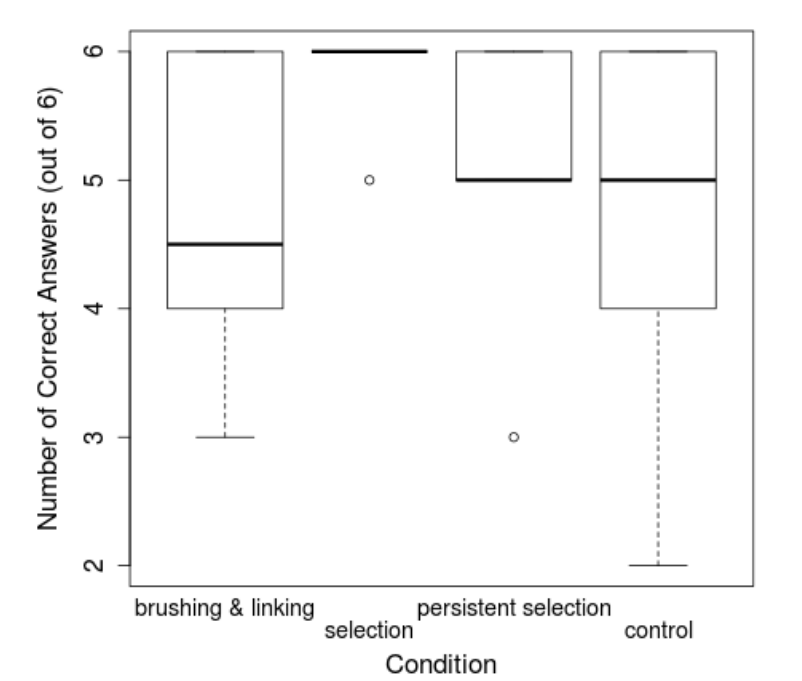 Number of Correct Answers (out of 6)
6
5
4
3
2
brushing & linking
selection
persistent selection
control
Condition